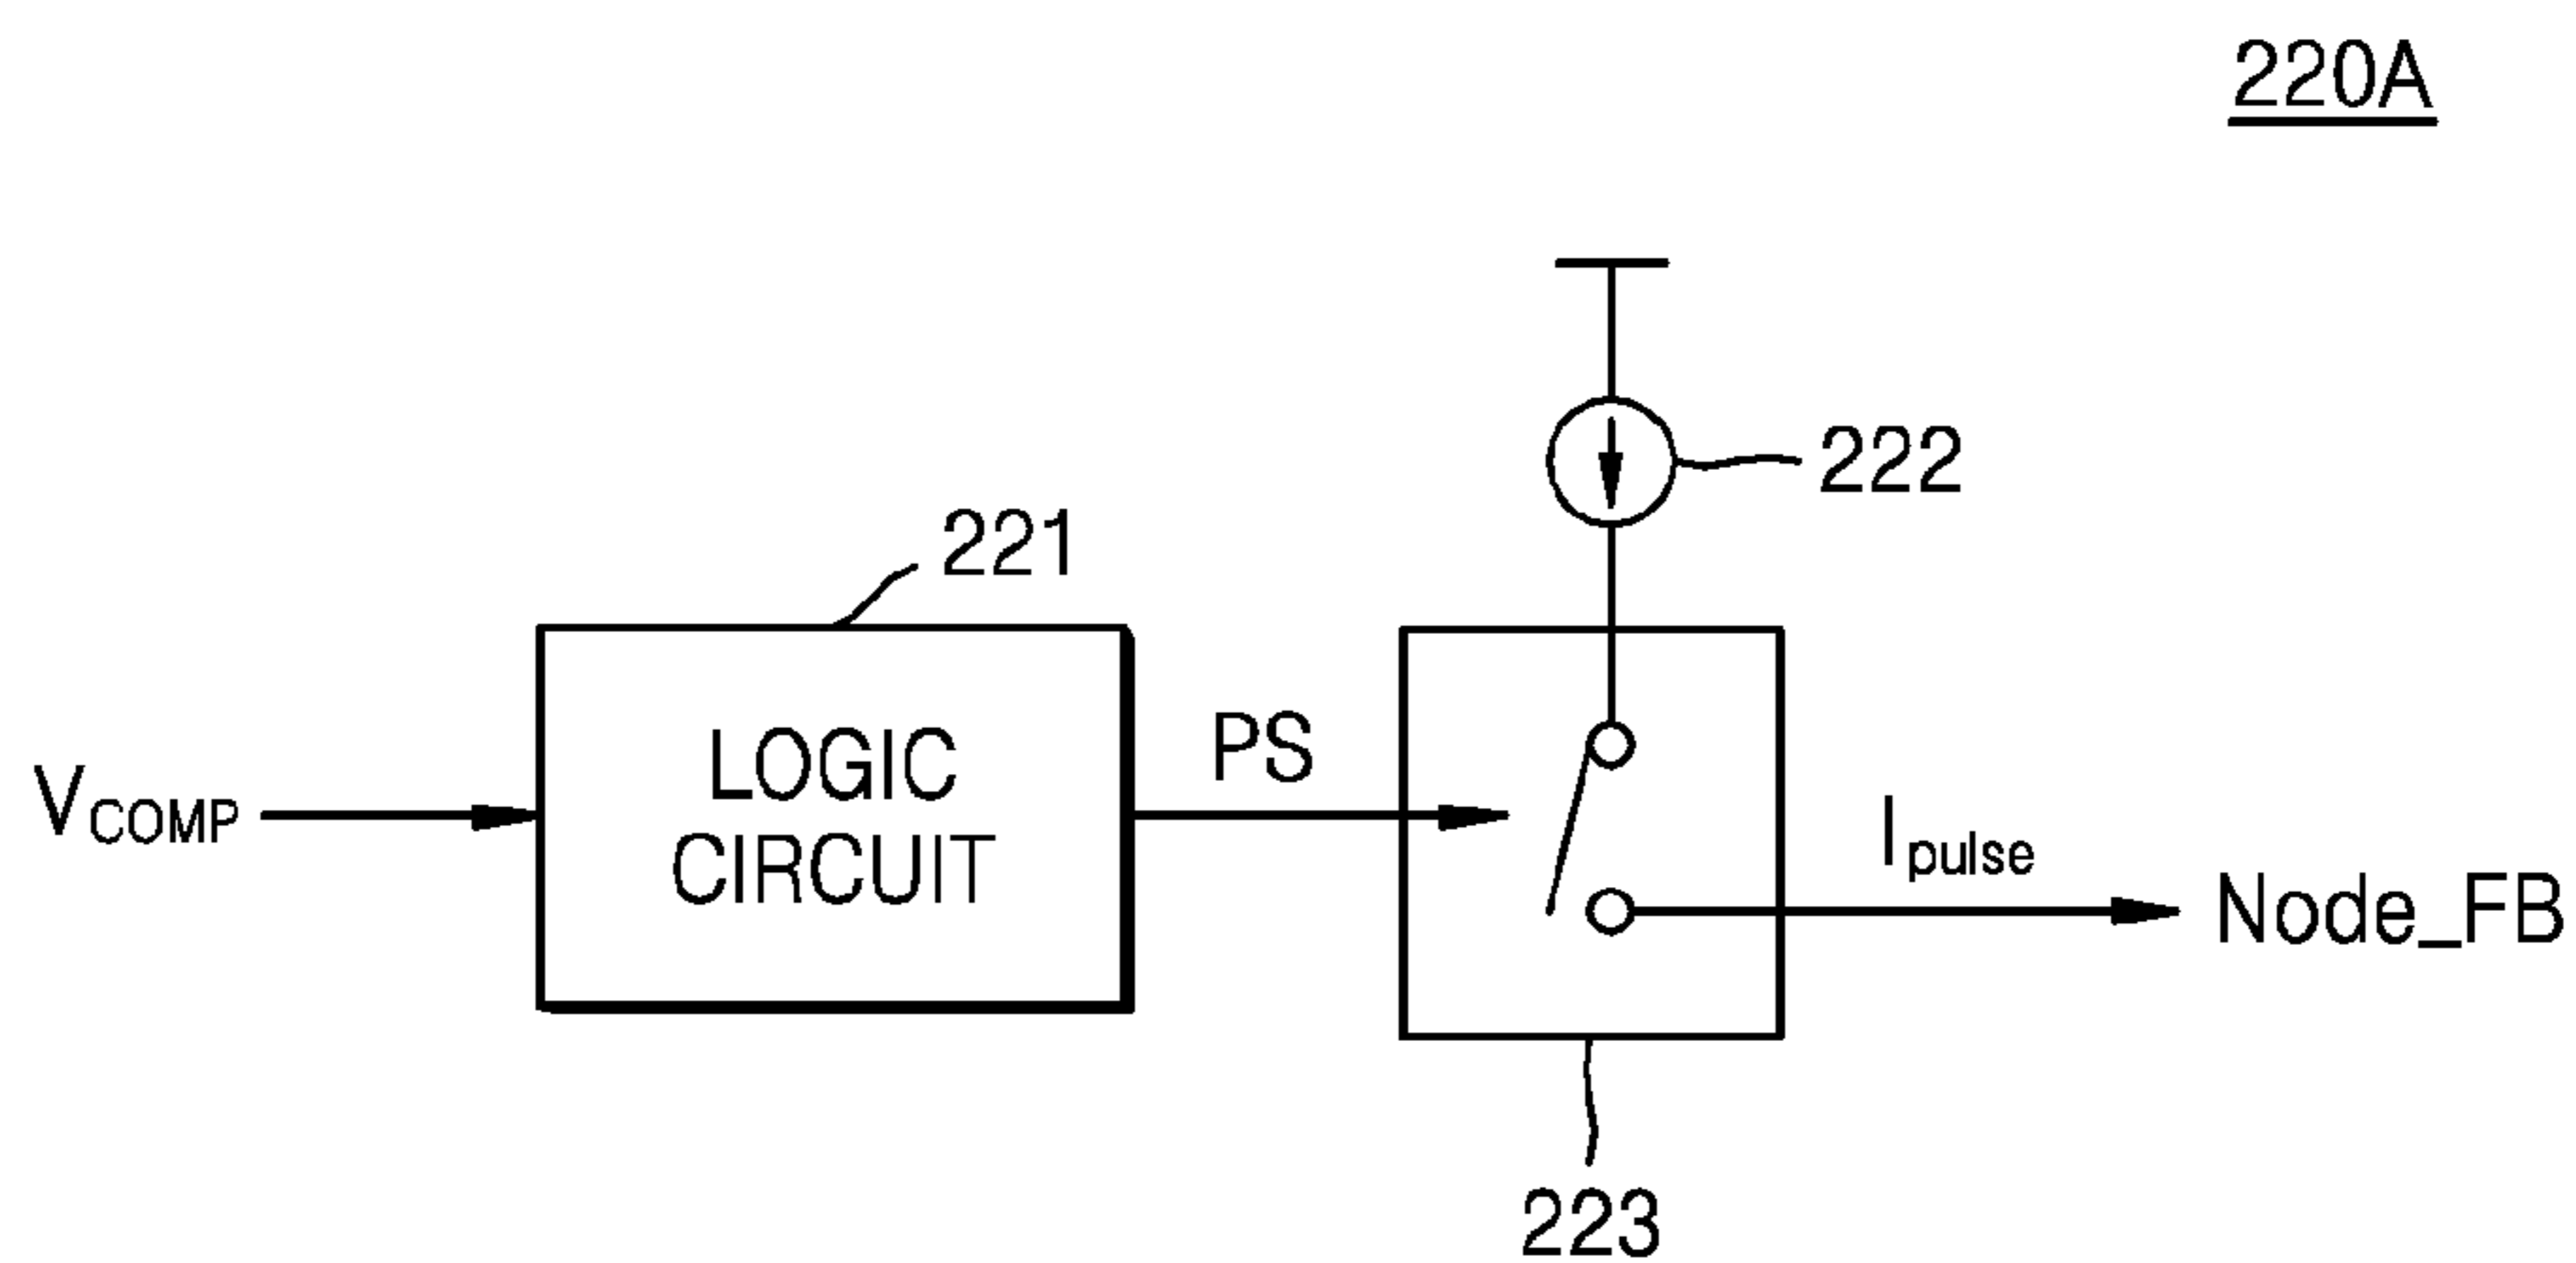 220A
222
221
LOGIC
CIRCUIT
V_COMP
PS
I_pulse
Node_FB
223